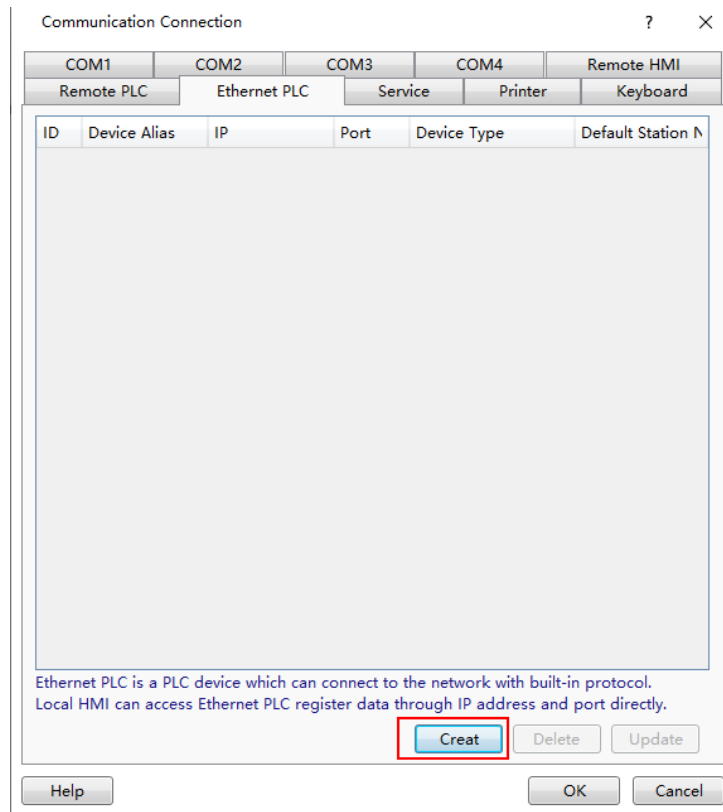 Communication Connection ? ×
COM1 COM2 COM3 COM4 Remote HMI
Remote PLC Ethernet PLC Service Printer Keyboard
ID Device Alias IP Port Device Type Default Station N
Ethernet PLC is a PLC device which can connect to the network with built-in protocol.
Local HMI can access Ethernet PLC register data through IP address and port directly.
Creat Delete Update
Help OK Cancel